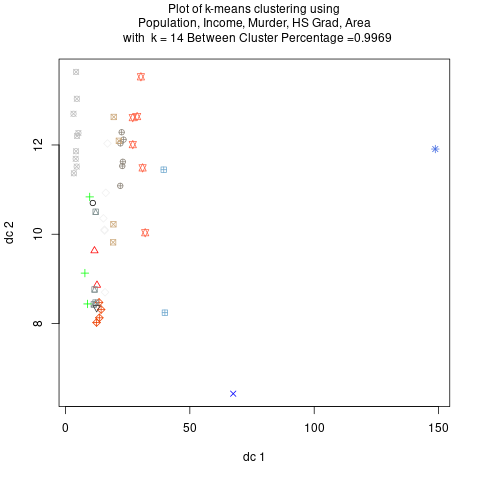 Plot of k-means clustering using
Population, Income, Murder, HS Grad, Area
with k = 14 Between Cluster Percentage =0.9969
12
10
8
dc 2
0 50 100 150
dc 1